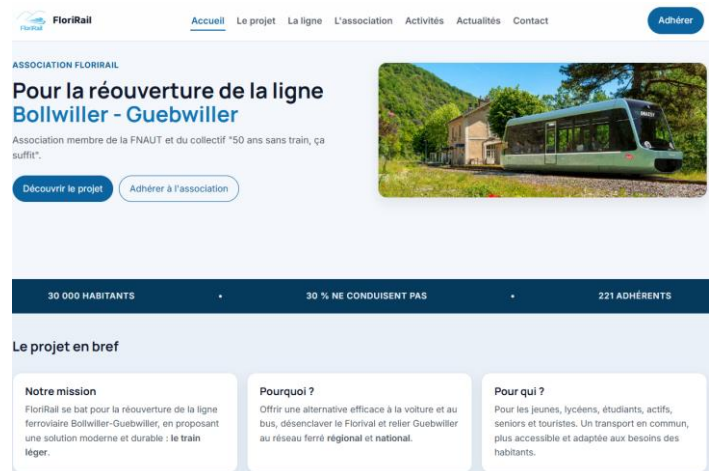 FloriRail
FloriRail
Accueil
Le projet
La ligne
L'association
Activités
Actualités
Contact
Adhérer
ASSOCIATION FLORIRAIL
Pour la réouverture de la ligne
Bollwiller - Guebwiller
Association membre de la FNAUT et du collectif "50 ans sans train, ça
suffit".
Découvrir le projet
Adhérer à l'association
30 000 HABITANTS
•
30 % NE CONDUISENT PAS
•
221 ADHÉRENTS
Le projet en bref
Notre mission
FloriRail se bat pour la réouverture de la ligne
ferroviaire Bollwiller-Guebwiller, en proposant
une solution moderne et durable : le train
léger.
Pourquoi ?
Offrir une alternative efficace à la voiture et au
bus, désenclaver le Florival et relier Guebwiller
au réseau ferré régional et national.
Pour qui ?
Pour les jeunes, lycéens, étudiants, actifs,
seniors et touristes. Un transport en commun,
plus accessible et adaptée aux besoins des
habitants.